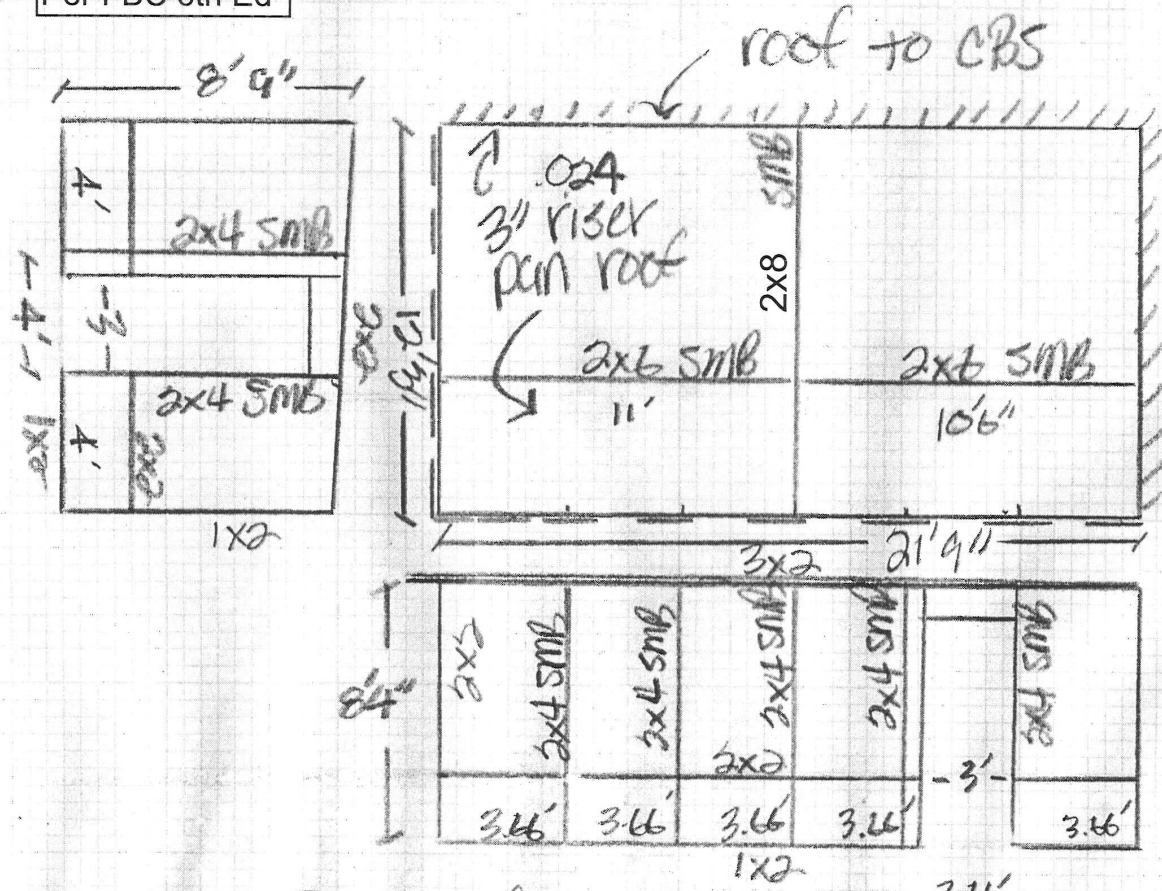 Per FBC 6th Ed
roof to CBS
8' 9"
4'
2x4 SMB
-4'-
-3-
4'
2x4 SMB
1x2
2x2
1x2
2x2
.024
3" riser
pan roof
SMB
2x8
2x6 SMB
11'
2x6 SMB
10'6"
3x2
21'9"
8'4"
2x2
2x4 SMB
2x4 SMB
2x4 SMB
2x4 SMB
2x4 SMB
2x2
-3'-
3.66'
3.66'
3.66'
3.66'
3.66'
1x2